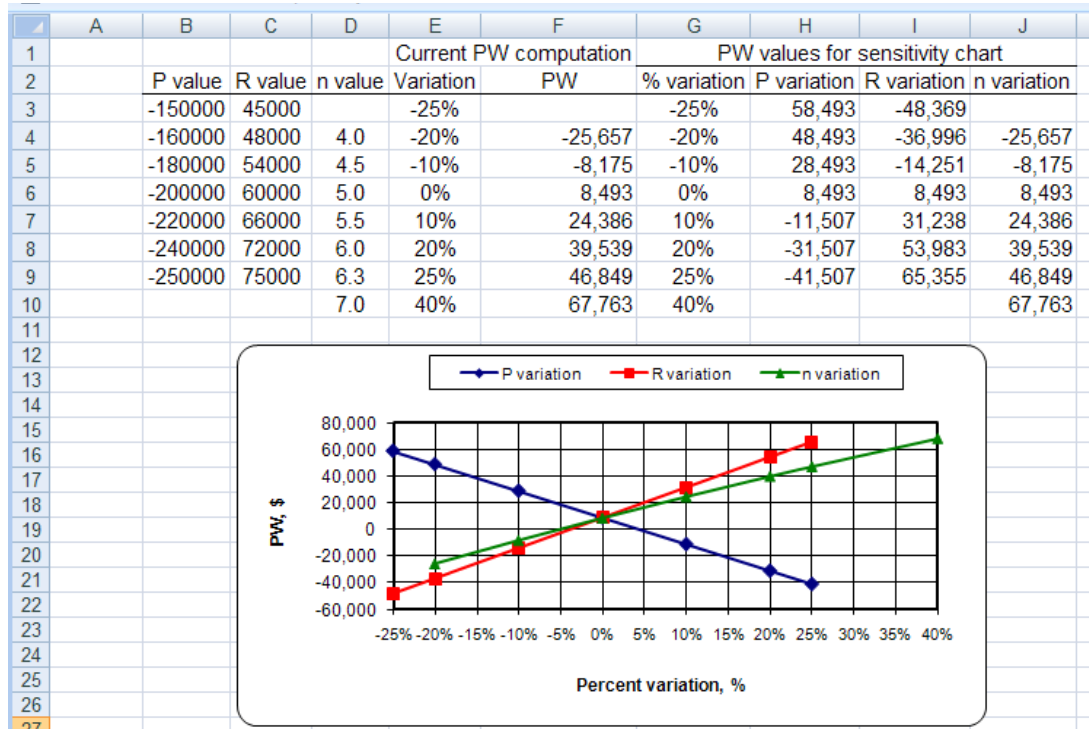 A B C D E F G H I J
1 Current PW computation PW values for sensitivity chart
2 P value R value n value Variation PW % variation P variation R variation n variation
3 -150000 45000 -25% -25% 58,493 -48,369
4 -160000 48000 4.0 -20% -25,657 -20% 48,493 -36,996 -25,657
5 -180000 54000 4.5 -10% -8,175 -10% 28,493 -14,251 -8,175
6 -200000 60000 5.0 0% 8,493 0% 8,493 8,493 8,493
7 -220000 66000 5.5 10% 24,386 10% -11,507 31,238 24,386
8 -240000 72000 6.0 20% 39,539 20% -31,507 53,983 39,539
9 -250000 75000 6.3 25% 46,849 25% -41,507 65,355 46,849
10 7.0 40% 67,763 40% 67,763
11
12
13
14
15
16
17
18
19
20
21
22
23
24
25
26
27
P variation R variation n variation
80,000
60,000
40,000
20,000
0
-20,000
-40,000
-60,000
PW, $
-25% -20% -15% -10% -5% 0% 5% 10% 15% 20% 25% 30% 35% 40%
Percent variation, %